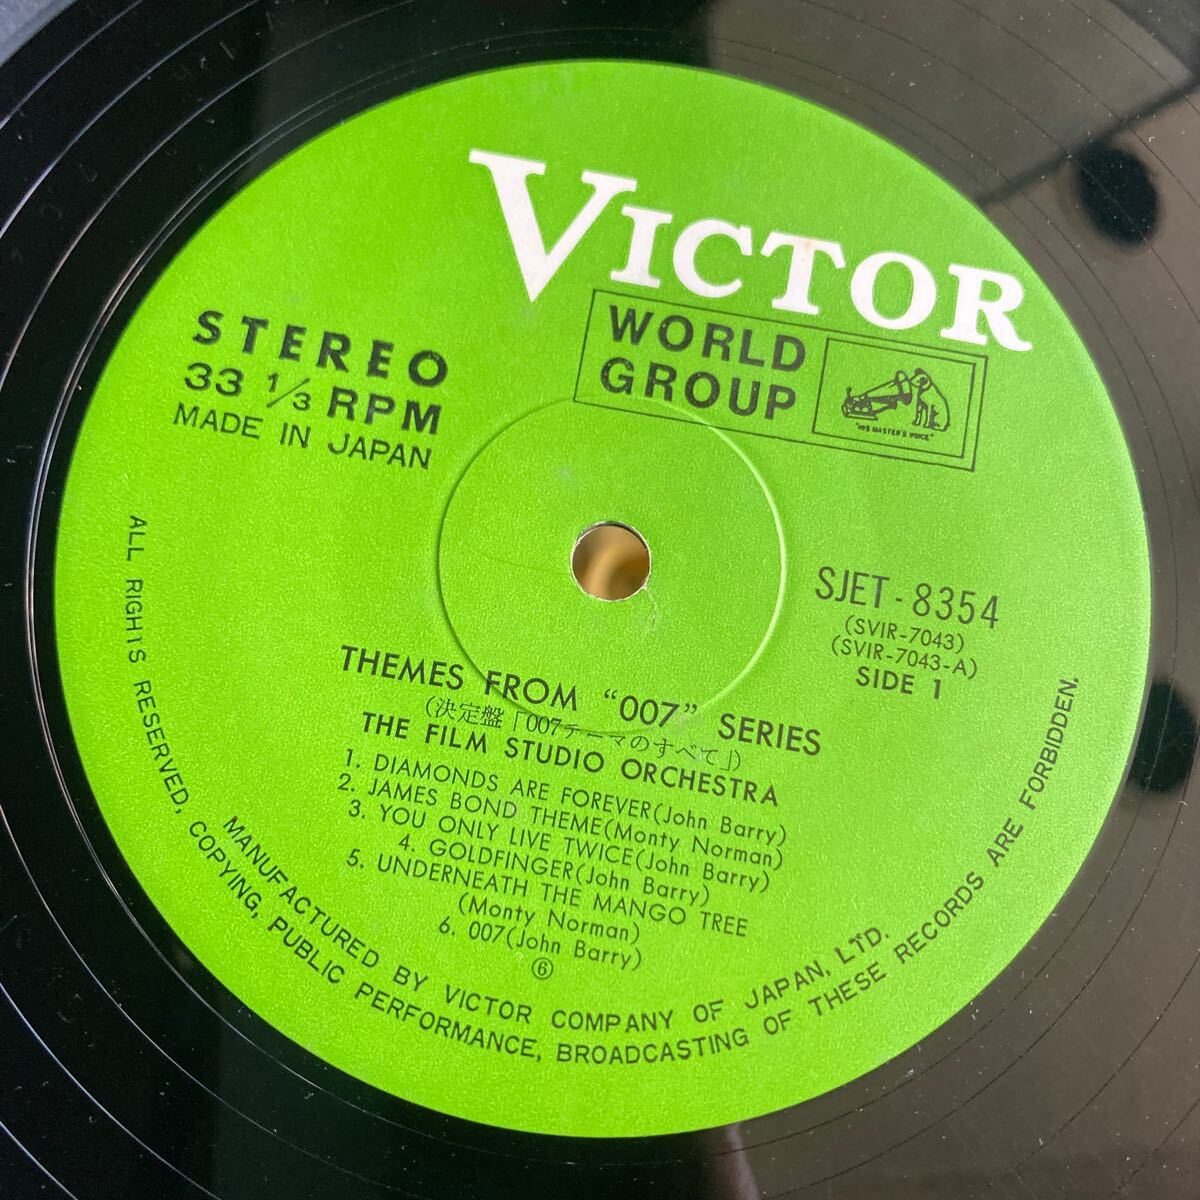 VICTOR
WORLD
GROUP
"HIS MASTER'S VOICE"
STEREO
33 1/3 RPM
MADE IN JAPAN
SJET-8354
(SVIR-7043)
(SVIR-7043-A)
SIDE 1
THEMES FROM "007" SERIES
(決定盤「007テーマのすべて」)
THE FILM STUDIO ORCHESTRA
1. DIAMONDS ARE FOREVER(John Barry)
2. JAMES BOND THEME(Monty Norman)
3. YOU ONLY LIVE TWICE(John Barry)
4. GOLDFINGER(John Barry)
5. UNDERNEATH THE MANGO TREE
(Monty Norman)
6. 007(John Barry)
⑥
MANUFACTURED BY VICTOR COMPANY OF JAPAN, LTD.
ALL RIGHTS RESERVED, COPYING, PUBLIC PERFORMANCE, BROADCASTING OF THESE RECORDS ARE FORBIDDEN.